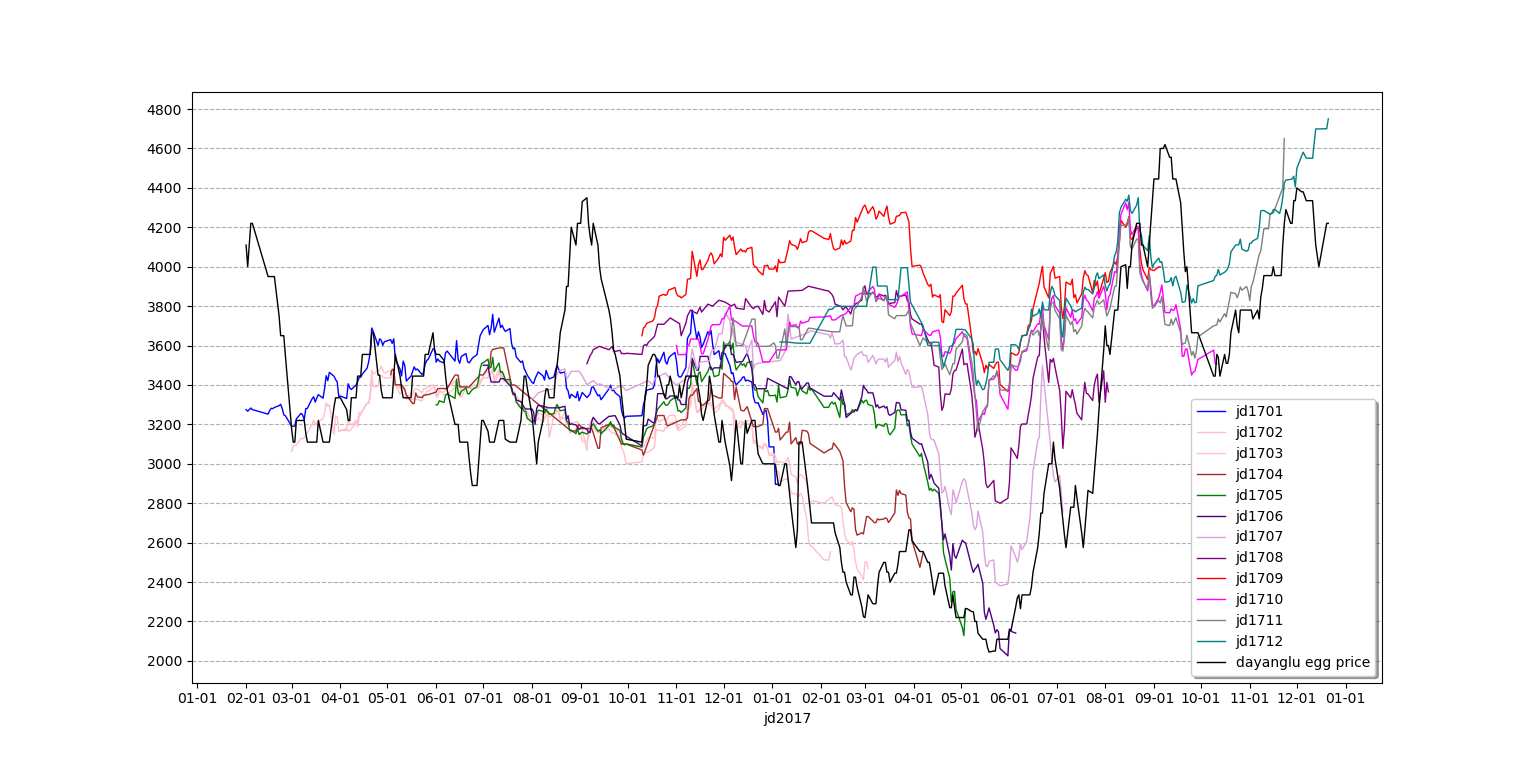 4800
4600
4400
4200
4000
3800
3600
3400
3200
3000
2800
2600
2400
2200
2000
01-01 02-01 03-01 04-01 05-01 06-01 07-01 08-01 09-01 10-01 11-01 12-01 01-01 02-01 03-01 04-01 05-01 06-01 07-01 08-01 09-01 10-01 11-01 12-01 01-01
jd2017
jd1701
jd1702
jd1703
jd1704
jd1705
jd1706
jd1707
jd1708
jd1709
jd1710
jd1711
jd1712
dayanglu egg price